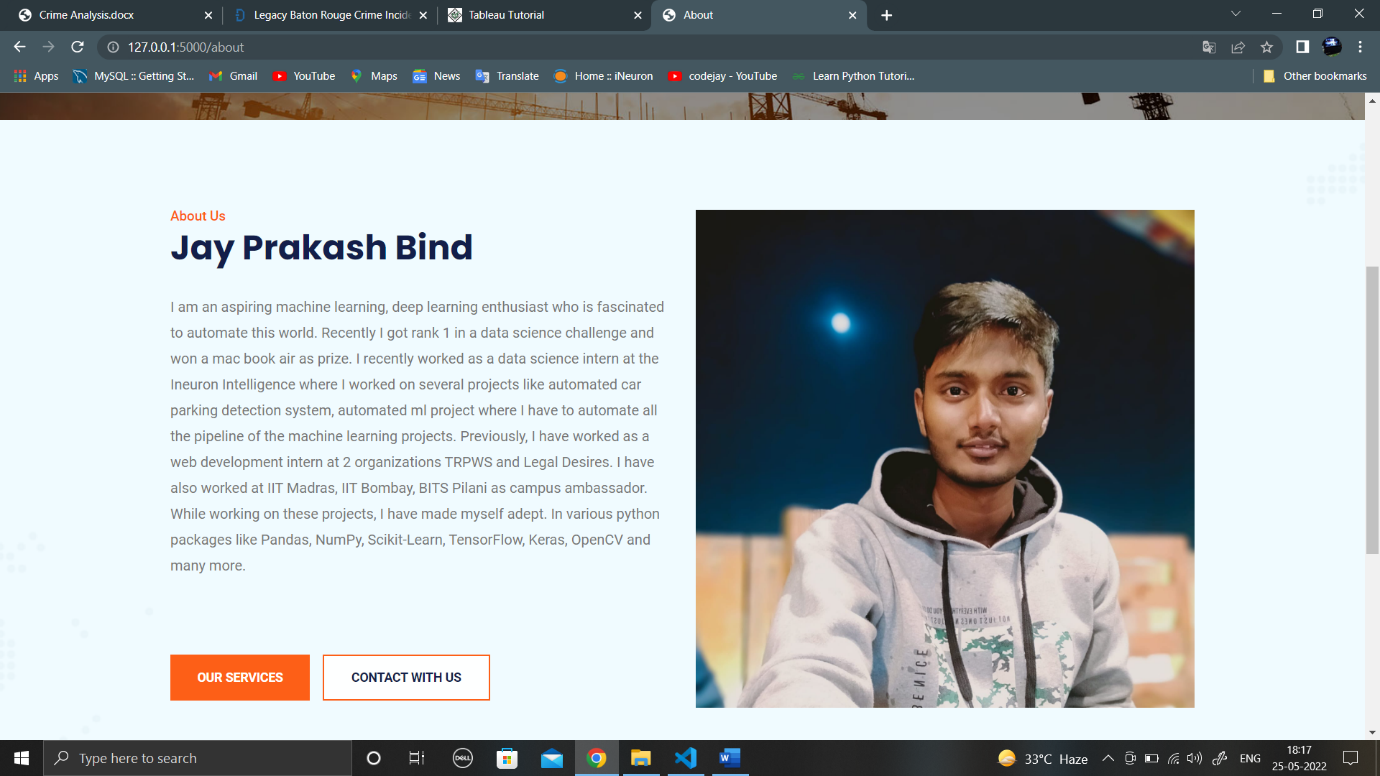 Crime Analysis.docx
Legacy Baton Rouge Crime Incid
Tableau Tutorial
About
127.0.0.1:5000/about
Apps
MySQL :: Getting St...
Gmail
YouTube
Maps
News
Translate
Home :: iNeuron
codejay - YouTube
Learn Python Tutori...
Other bookmarks
About Us
Jay Prakash Bind
I am an aspiring machine learning, deep learning enthusiast who is fascinated
to automate this world. Recently I got rank 1 in a data science challenge and
won a mac book air as prize. I recently worked as a data science intern at the
Ineuron Intelligence where I worked on several projects like automated car
parking detection system, automated ml project where I have to automate all
the pipeline of the machine learning projects. Previously, I have worked as a
web development intern at 2 organizations TRPWS and Legal Desires. I have
also worked at IIT Madras, IIT Bombay, BITS Pilani as campus ambassador.
While working on these projects, I have made myself adept. In various python
packages like Pandas, NumPy, Scikit-Learn, TensorFlow, Keras, OpenCV and
many more.
OUR SERVICES
CONTACT WITH US
Type here to search
DELL
33°C Haze
ENG
18:17
25-05-2022